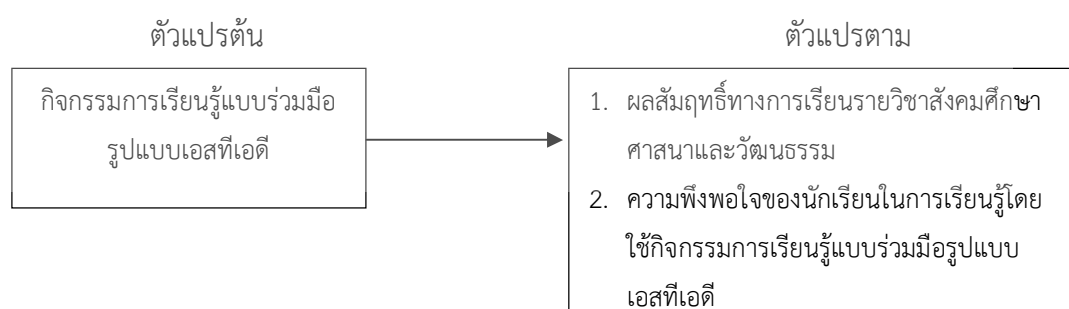 ตัวแปรต้น
กิจกรรมการเรียนรู้แบบร่วมมือ
รูปแบบเอสทีเอดี
ตัวแปรตาม
1. ผลสัมฤทธิ์ทางการเรียนรายวิชาสังคมศึกษา
ศาสนาและวัฒนธรรม
2. ความพึงพอใจของนักเรียนในการเรียนรู้โดย
ใช้กิจกรรมการเรียนรู้แบบร่วมมือรูปแบบ
เอสทีเอดี